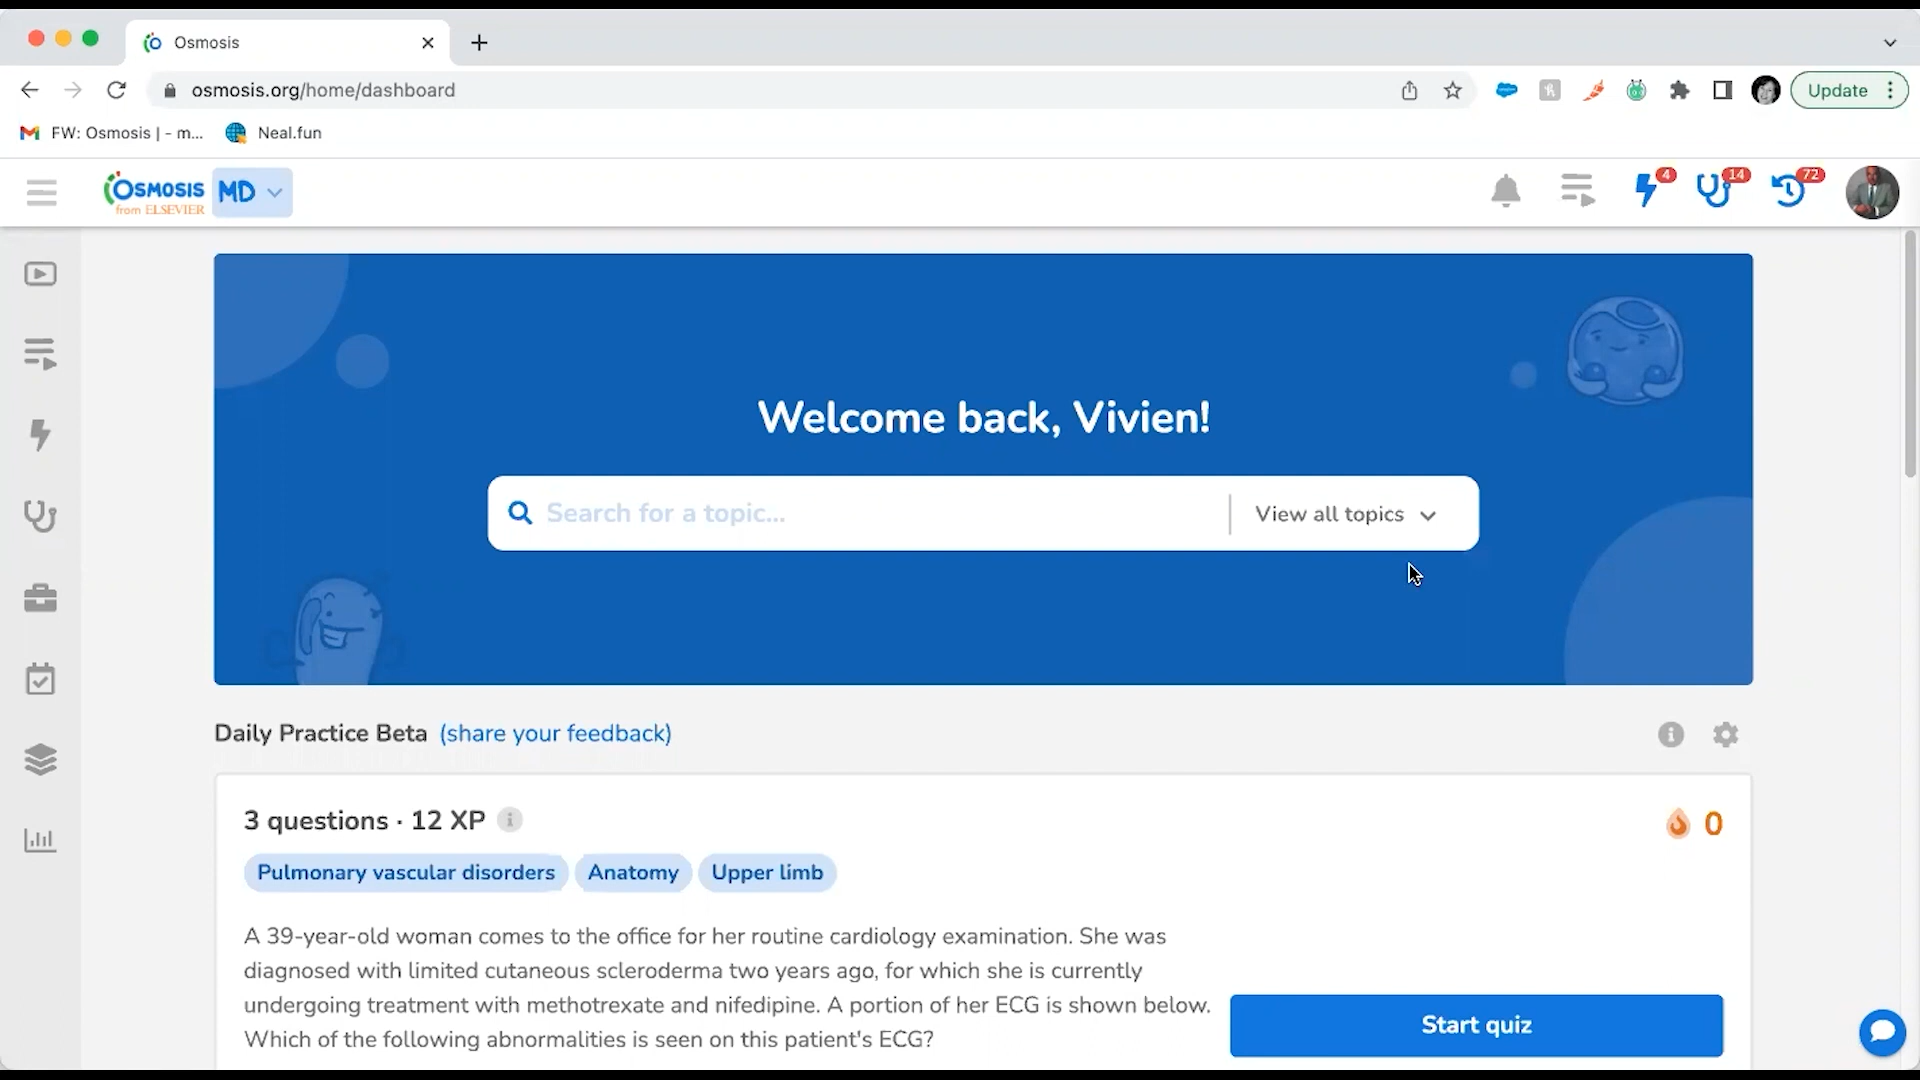 Osmosis
osmosis.org/home/dashboard
Update
FW: Osmosis | - m...
Neal.fun
OSMOSIS
from ELSEVIER
MD
4
14
72
Welcome back, Vivien!
Search for a topic...
View all topics
Daily Practice Beta (share your feedback)
3 questions · 12 XP
0
Pulmonary vascular disorders
Anatomy
Upper limb
A 39-year-old woman comes to the office for her routine cardiology examination. She was
diagnosed with limited cutaneous scleroderma two years ago, for which she is currently
undergoing treatment with methotrexate and nifedipine. A portion of her ECG is shown below.
Which of the following abnormalities is seen on this patient's ECG?
Start quiz